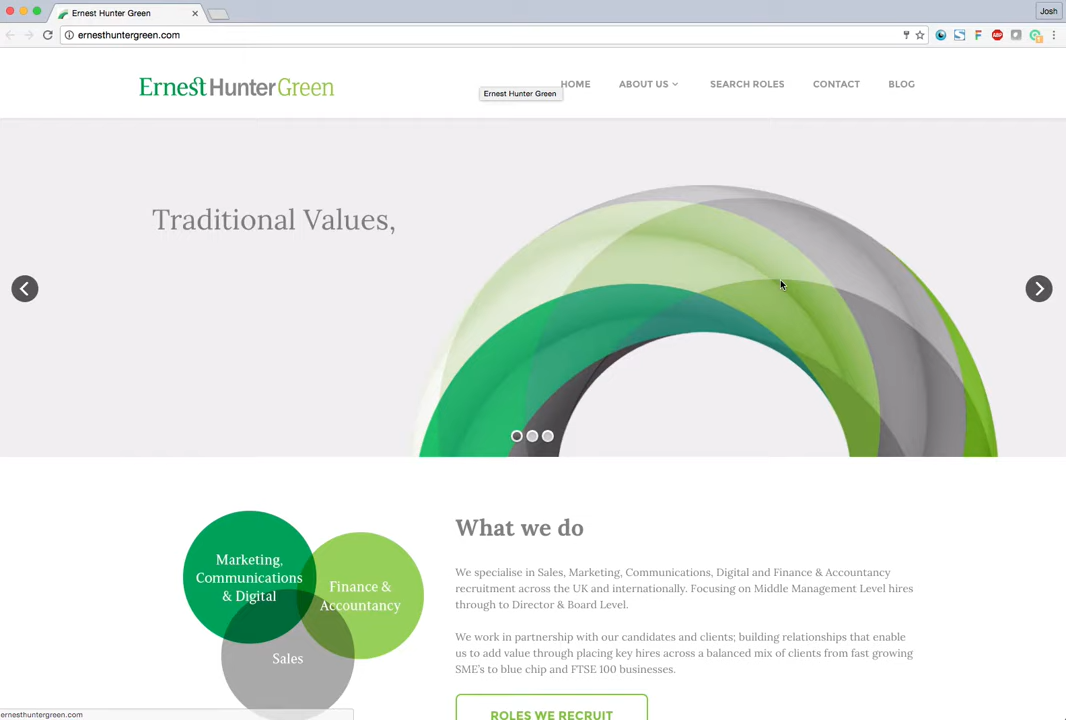 Ernest Hunter Green
Josh
ernesthuntergreen.com
ABP
Ernest Hunter Green
HOME
ABOUT US
SEARCH ROLES
CONTACT
BLOG
Ernest Hunter Green
Traditional Values,
Marketing,
Communications
& Digital
Finance &
Accountancy
Sales
What we do
We specialise in Sales, Marketing, Communications, Digital and Finance & Accountancy
recruitment across the UK and internationally. Focusing on Middle Management Level hires
through to Director & Board Level.
We work in partnership with our candidates and clients; building relationships that enable
us to add value through placing key hires across a balanced mix of clients from fast growing
SME's to blue chip and FTSE 100 businesses.
ROLES WE RECRUIT
ernesthuntergreen.com